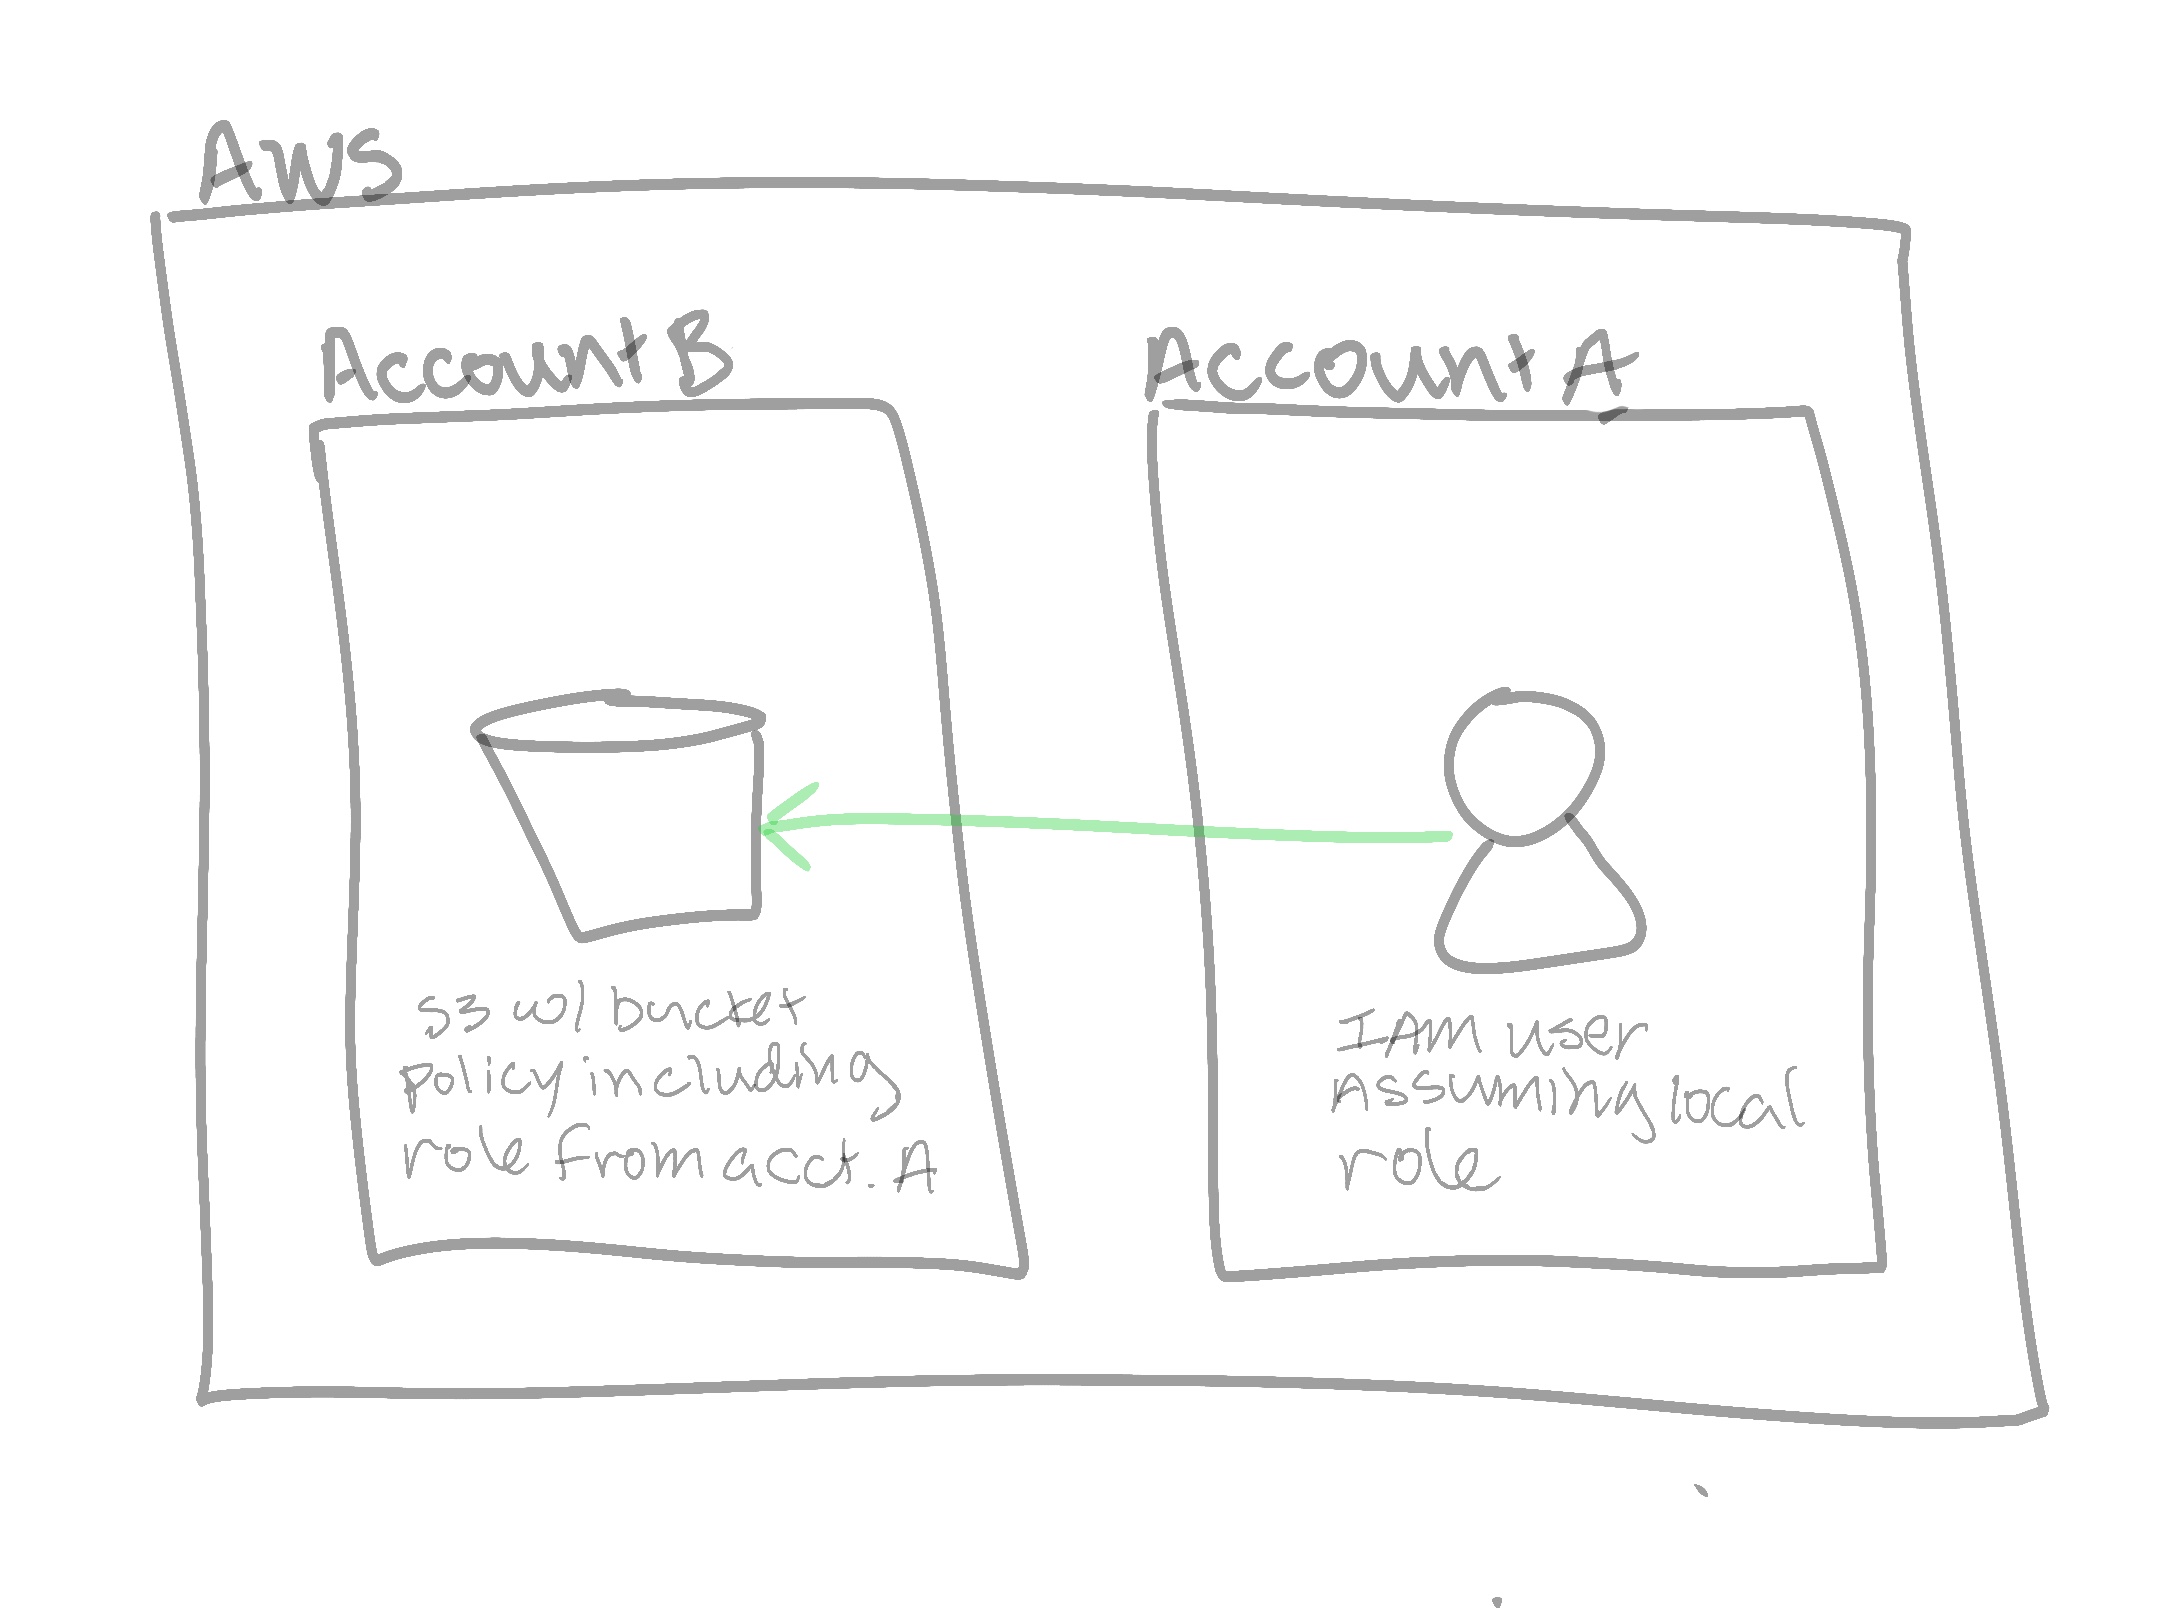 AWS
Account B
Account A
S3 w/ bucket
policy including
role from acct. A
IAM user
Assuming local
role